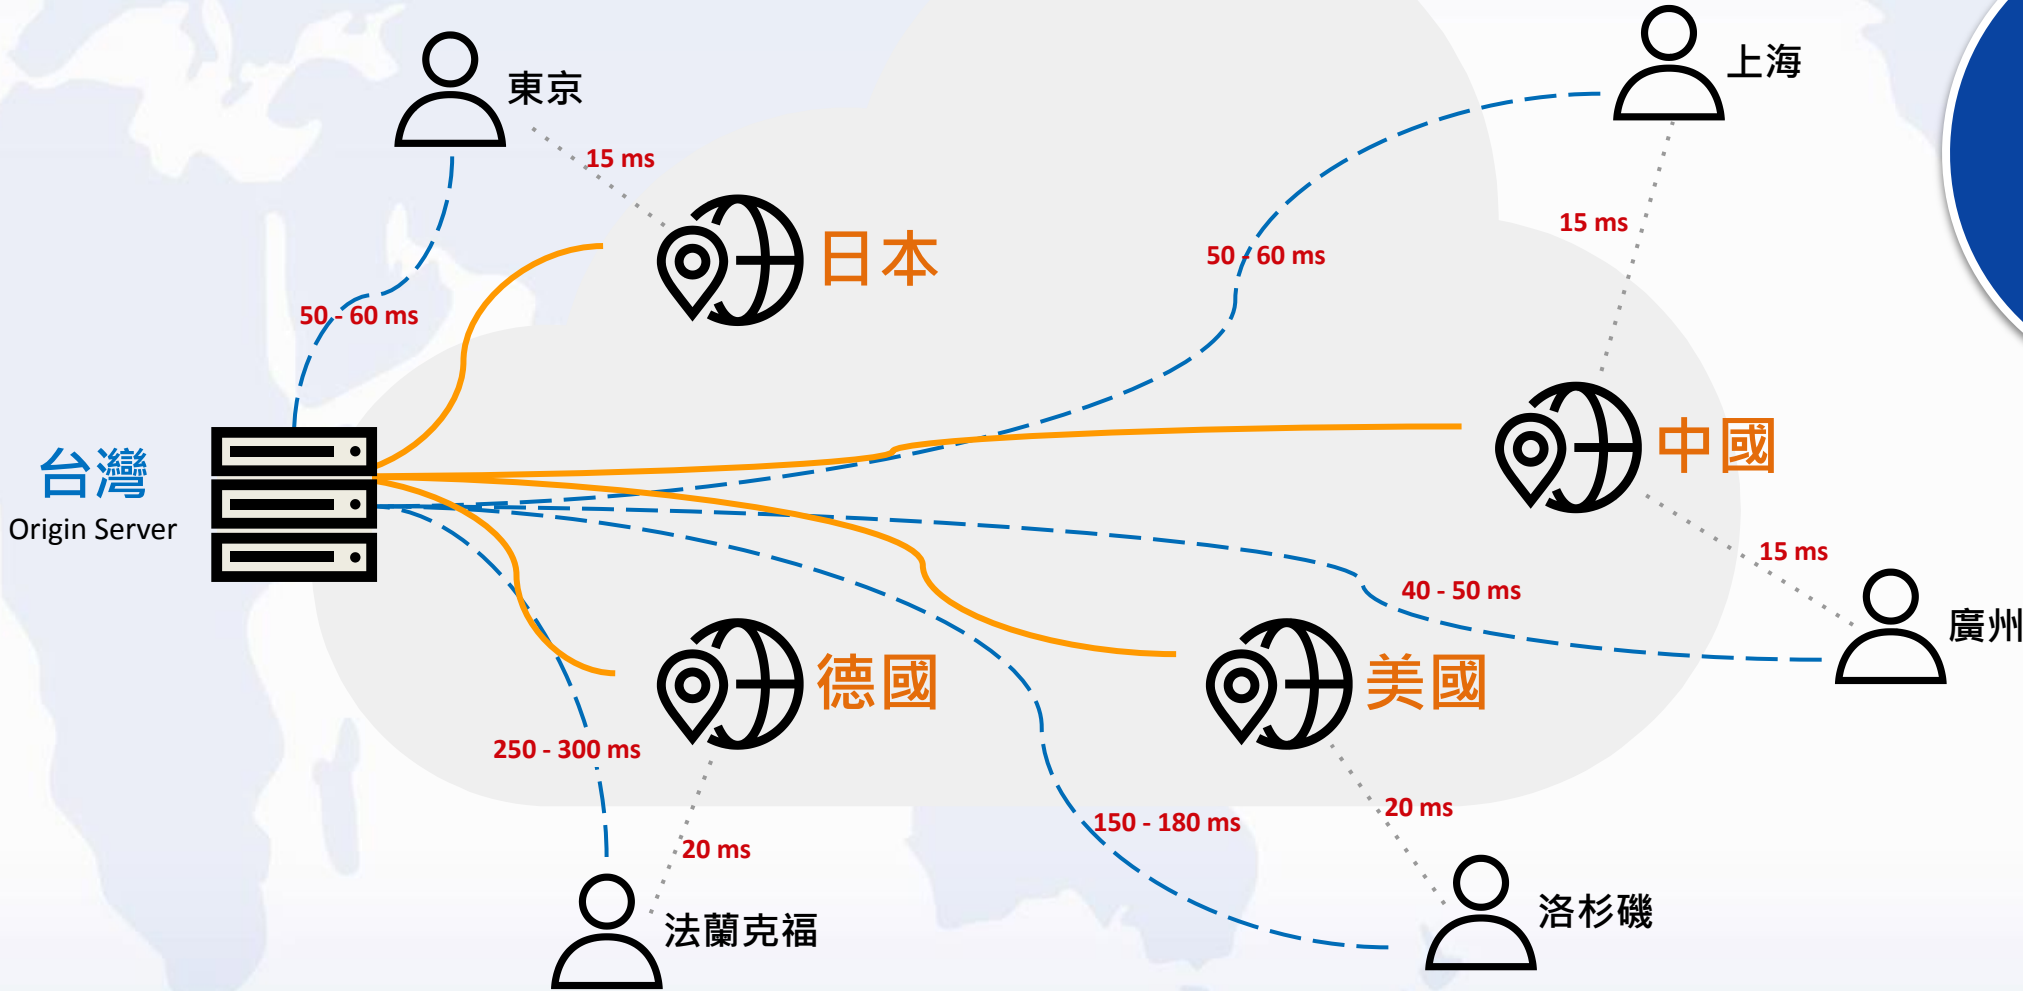 東京
上海
15 ms
15 ms
日本
50 - 60 ms
50 - 60 ms
中國
台灣
Origin Server
15 ms
40 - 50 ms
廣州
德國
美國
250 - 300 ms
20 ms
150 - 180 ms
20 ms
洛杉磯
法蘭克福